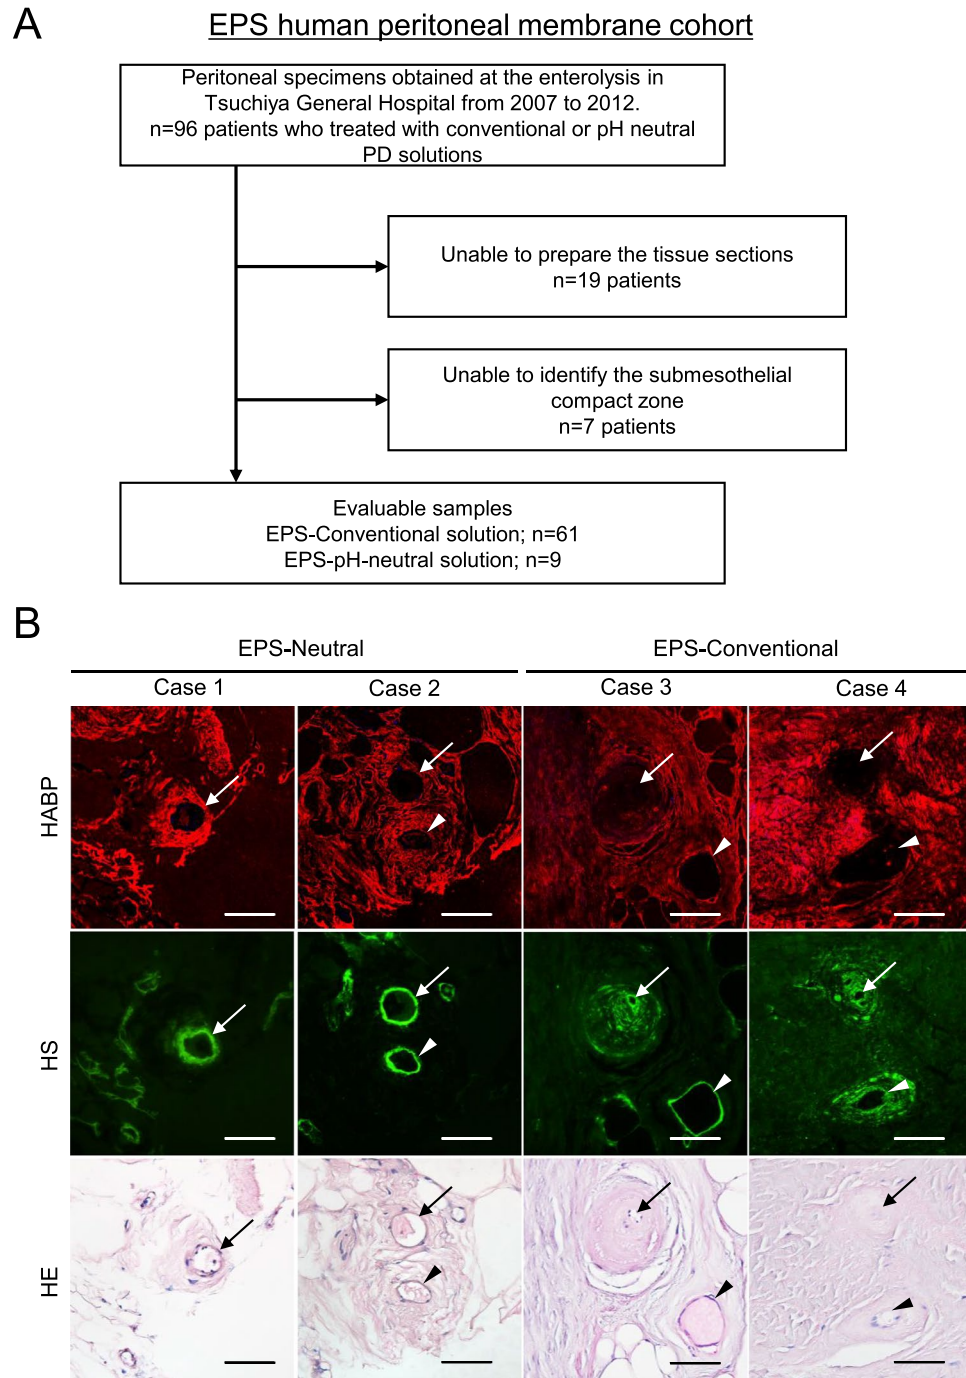 A
EPS human peritoneal membrane cohort
Peritoneal specimens obtained at the enterolysis in
Tsuchiya General Hospital from 2007 to 2012.
n=96 patients who treated with conventional or pH neutral
PD solutions
Unable to prepare the tissue sections
n=19 patients
Unable to identify the submesothelial
compact zone
n=7 patients
Evaluable samples
EPS-Conventional solution; n=61
EPS-pH-neutral solution; n=9
B
EPS-Neutral
EPS-Conventional
Case 1
Case 2
Case 3
Case 4
HABP
HS
HE